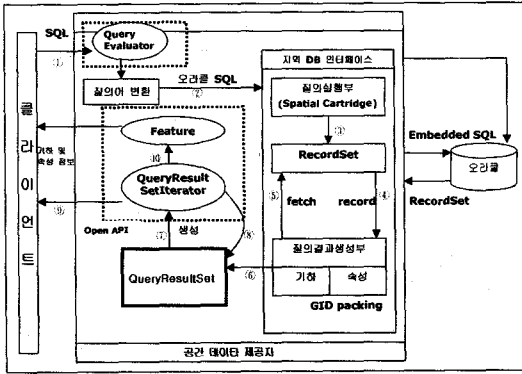 SQL
Query
Evaluator
①
질의어 변환
오라클 SQL
②
지역 DB 인터페이스
질의실행부
(Spatial Cartridge)
③
RecordSet
Embedded SQL
오라클
RecordSet
클라이언트
기하 및
속성 정보
Feature
⑩
QueryResult
SetIterator
⑨
Open API
⑦ 생성
⑧
⑤
④
fetch
record
QueryResultSet
⑥
질의결과생성부
기하
속성
GID packing
공간 데이타 제공자